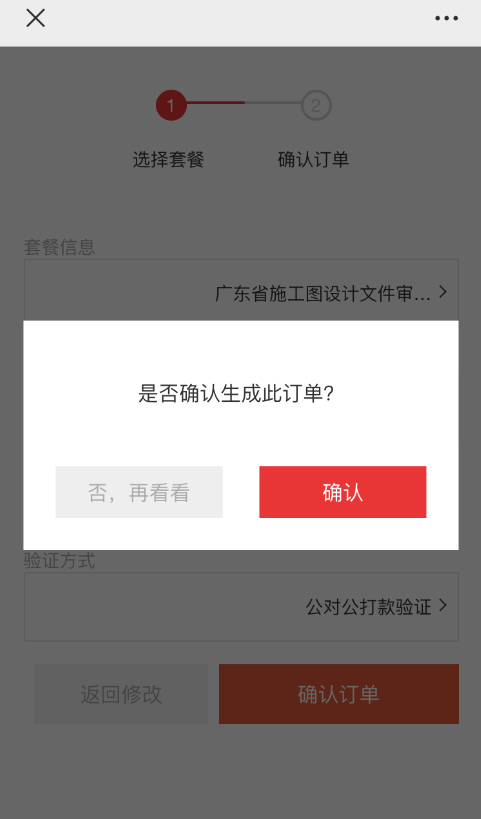 1
2
选择套餐
确认订单
套餐信息
广东省施工图设计文件审...
是否确认生成此订单?
否，再看看
确认
验证方式
公对公打款验证
返回修改
确认订单